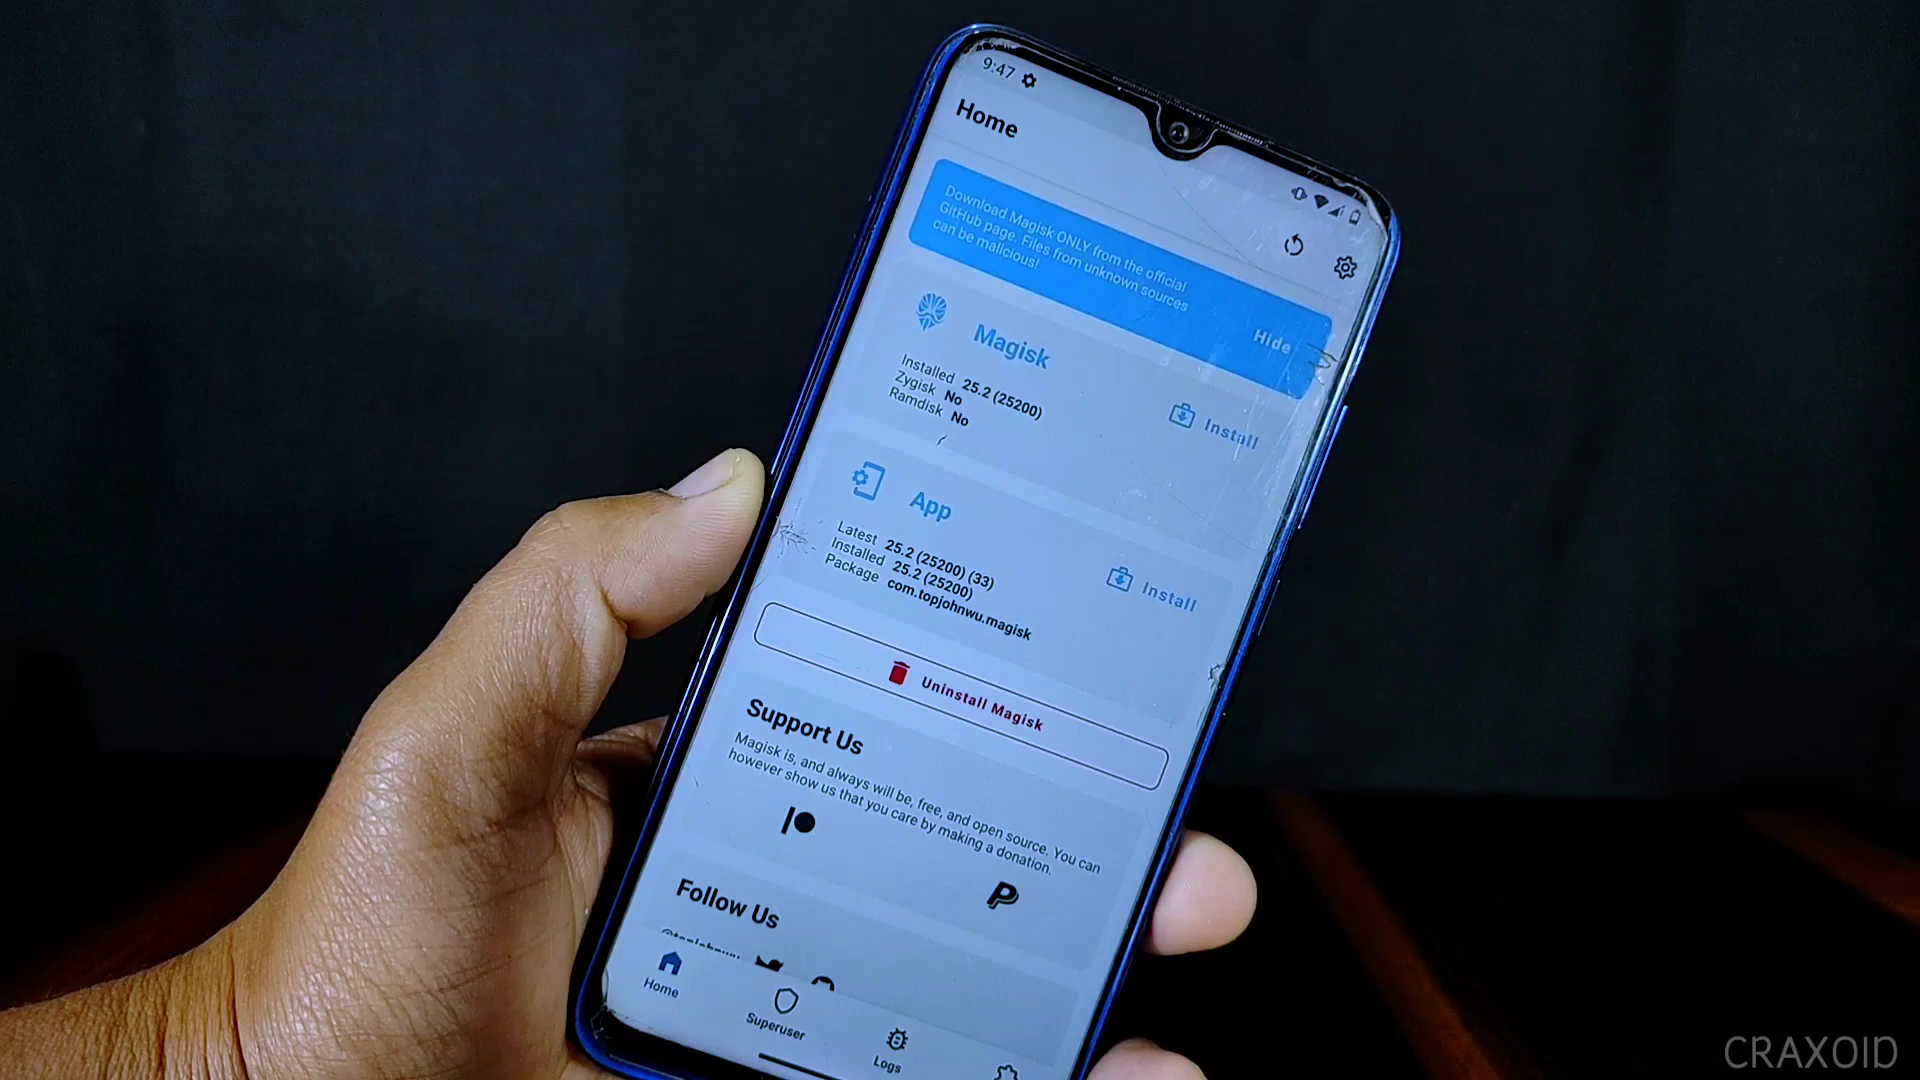 9:47
Home
Download Magisk ONLY from the official
GitHub page. Files from unknown sources
can be malicious!
Hide
Magisk
Installed 25.2 (25200)
Zygisk No
Ramdisk No
Install
App
Latest 25.2 (25200) (33)
Installed 25.2 (25200)
Package com.topjohnwu.magisk
Install
Uninstall Magisk
Support Us
Magisk is, and always will be, free, and open source. You can
however show us that you care by making a donation.
Follow Us
Home
Superuser
Logs
CRAXOID